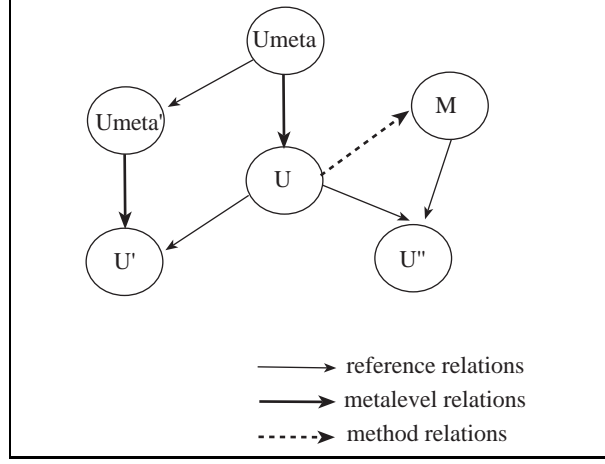 Umeta
Umeta'
M
U
U'
U"
reference relations
metalevel relations
method relations